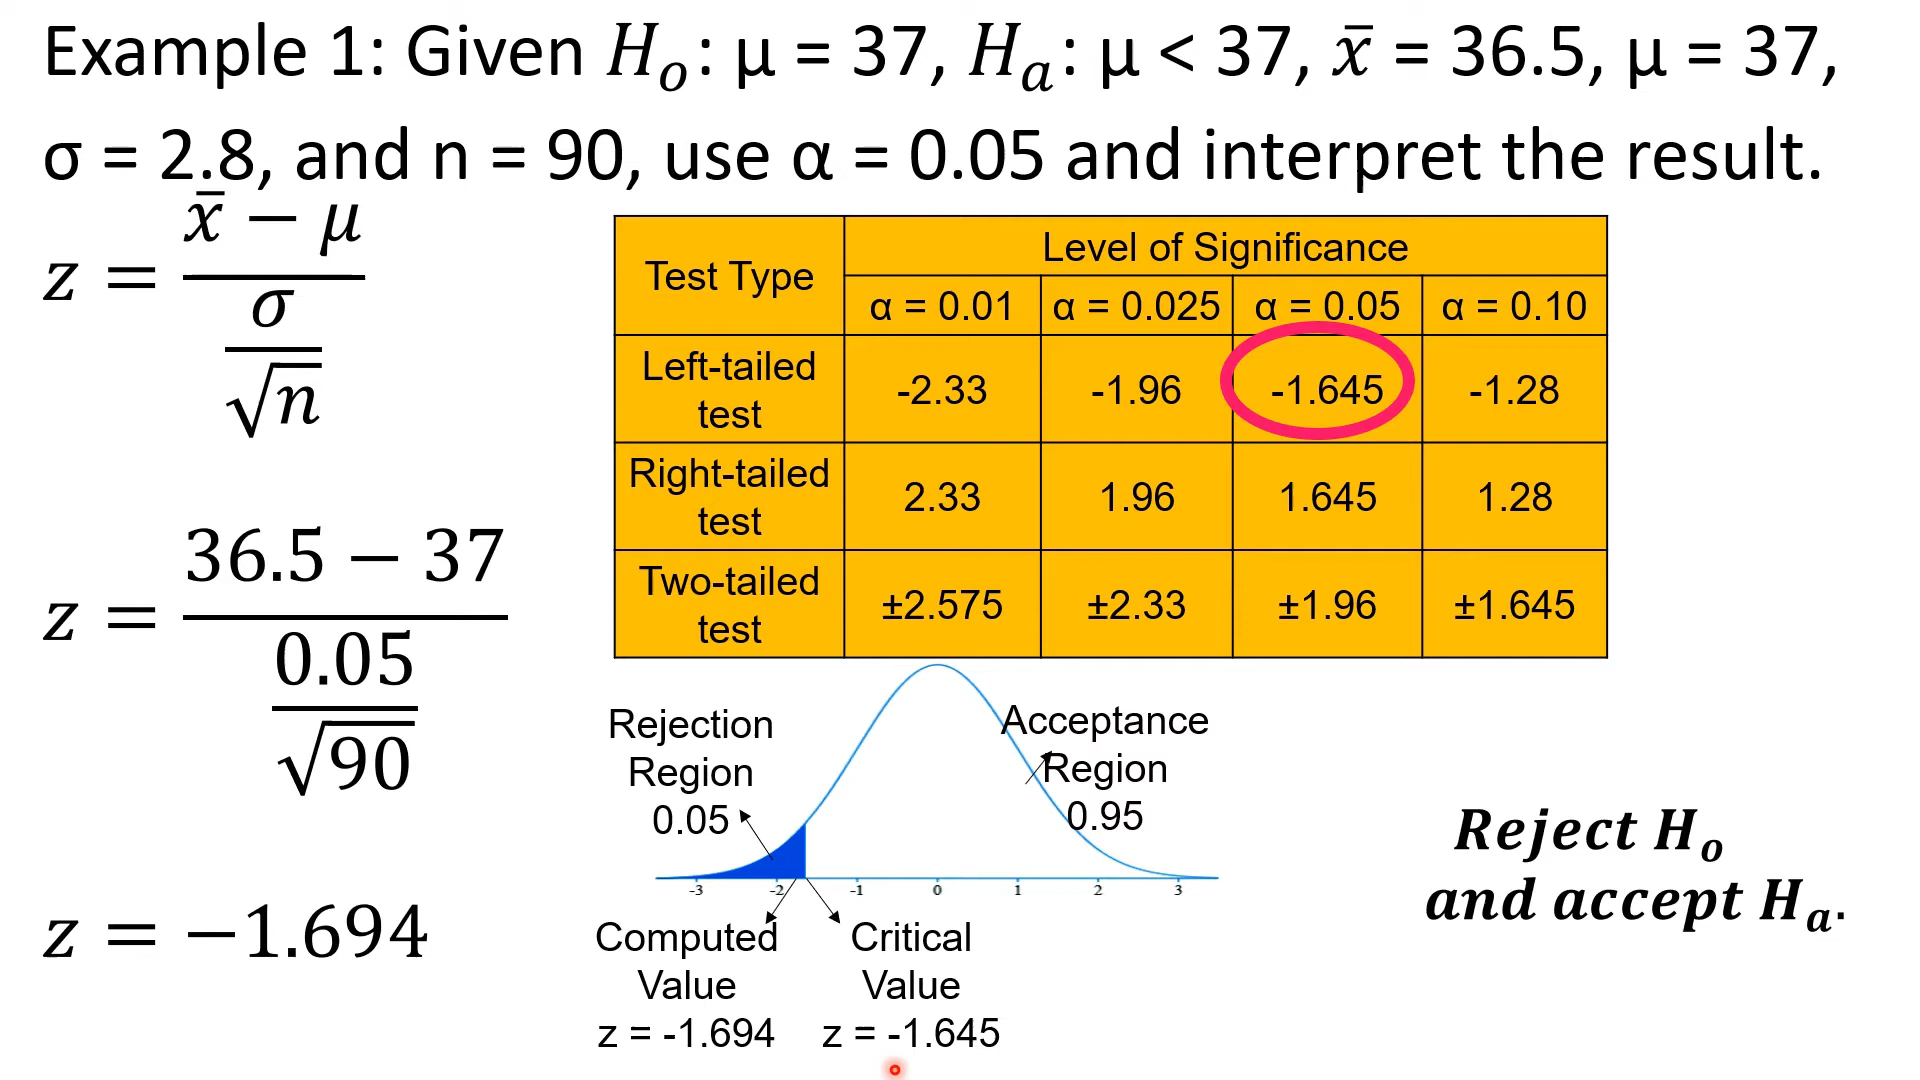 Example 1: Given Hₒ: μ = 37, Hₐ: μ < 37, x̄ = 36.5, μ = 37,
σ = 2.8, and n = 90, use α = 0.05 and interpret the result.
z = (x̄ − μ) / (σ / √n)
z = (36.5 − 37) / (0.05 / √90)
z = −1.694
Test Type
Level of Significance
α = 0.01 α = 0.025 α = 0.05 α = 0.10
Left-tailed
test
-2.33 -1.96 -1.645 -1.28
Right-tailed
test
2.33 1.96 1.645 1.28
Two-tailed
test
±2.575 ±2.33 ±1.96 ±1.645
Rejection
Region
0.05
Acceptance
Region
0.95
-3 -2 -1 0 1 2 3
Computed
Value
z = -1.694
Critical
Value
z = -1.645
Reject Hₒ
and accept Hₐ.